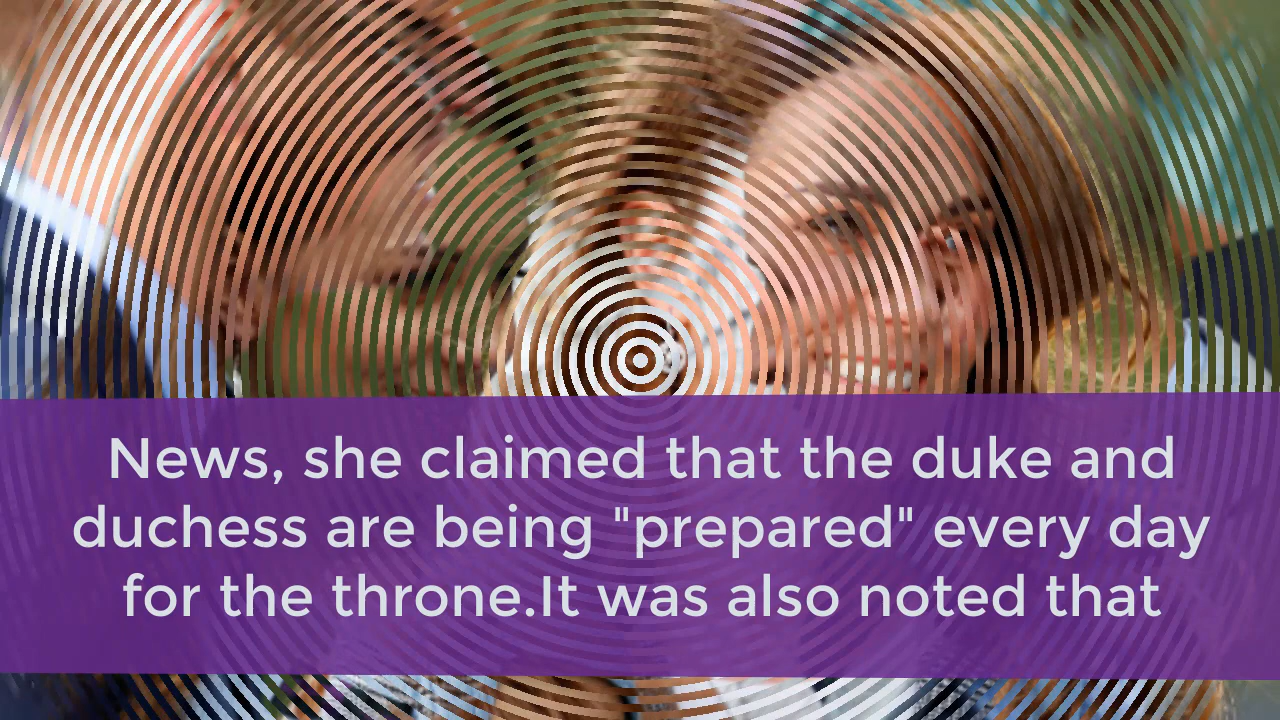 News, she claimed that the duke and
duchess are being "prepared" every day
for the throne.It was also noted that